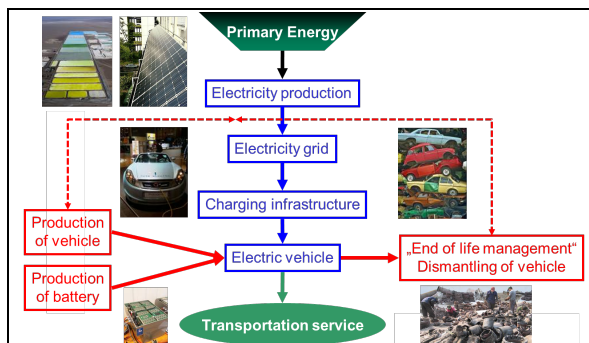 Primary Energy
Electricity production
Electricity grid
Charging infrastructure
Production
of vehicle
Electric vehicle
„End of life management“
Dismantling of vehicle
Production
of battery
Transportation service